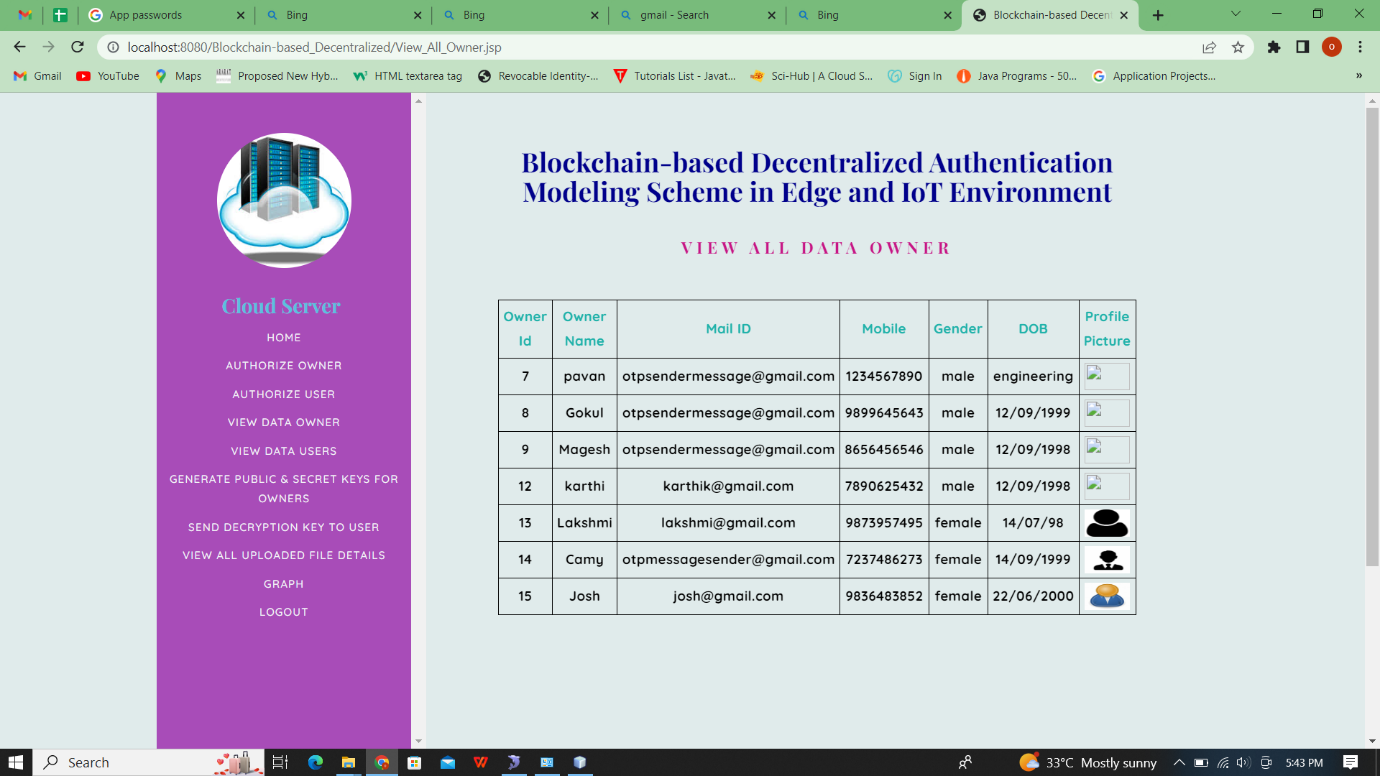 App passwords
Bing
Bing
gmail - Search
Bing
Blockchain-based Decen
localhost:8080/Blockchain-based_Decentralized/View_All_Owner.jsp
o
Gmail
YouTube
Maps
Proposed New Hyb...
HTML textarea tag
Revocable Identity-...
Tutorials List - Javat...
Sci-Hub | A Cloud S...
Sign In
Java Programs - 50...
Application Projects...
»
Cloud Server
HOME
AUTHORIZE OWNER
AUTHORIZE USER
VIEW DATA OWNER
VIEW DATA USERS
GENERATE PUBLIC & SECRET KEYS FOR
OWNERS
SEND DECRYPTION KEY TO USER
VIEW ALL UPLOADED FILE DETAILS
GRAPH
LOGOUT
Blockchain-based Decentralized Authentication
Modeling Scheme in Edge and IoT Environment
VIEW ALL DATA OWNER
Owner Id Owner Name Mail ID Mobile Gender DOB Profile Picture
7 pavan otpsendermessage@gmail.com 1234567890 male engineering
8 Gokul otpsendermessage@gmail.com 9899645643 male 12/09/1999
9 Magesh otpsendermessage@gmail.com 8656456546 male 12/09/1998
12 karthi karthik@gmail.com 7890625432 male 12/09/1998
13 Lakshmi lakshmi@gmail.com 9873957495 female 14/07/98
14 Camy otpmessagesender@gmail.com 7237486273 female 14/09/1999
15 Josh josh@gmail.com 9836483852 female 22/06/2000
Search
33°C Mostly sunny
5:43 PM